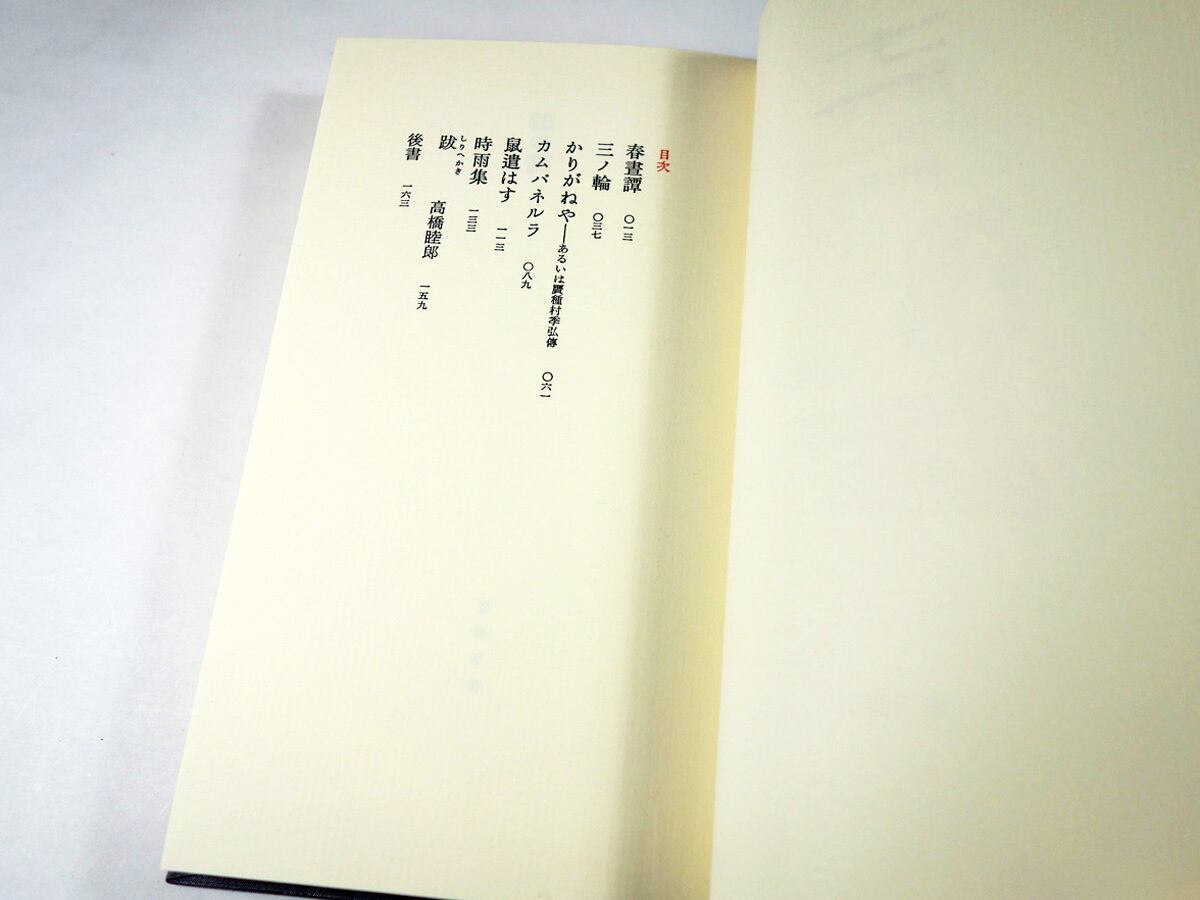 目次
春晝譚 〇一三
三ノ輪 〇三七
かりがねや――あるいは贋種村季弘傳 〇六一
カムパネルラ 〇八九
鼠遣はす 一一三
時雨集 一三三
跋 しりへかき 高橋睦郎 一五九
後書 一六三